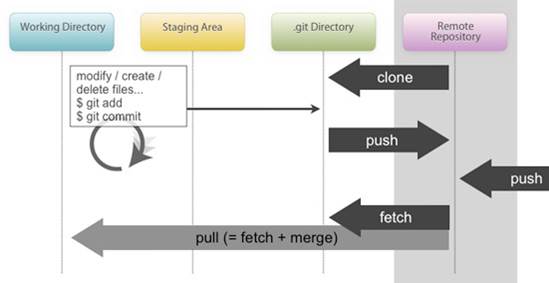 Working Directory
Staging Area
.git Directory
Remote
Repository
modify / create /
delete files...
$ git add
$ git commit
clone
push
push
fetch
pull (= fetch + merge)